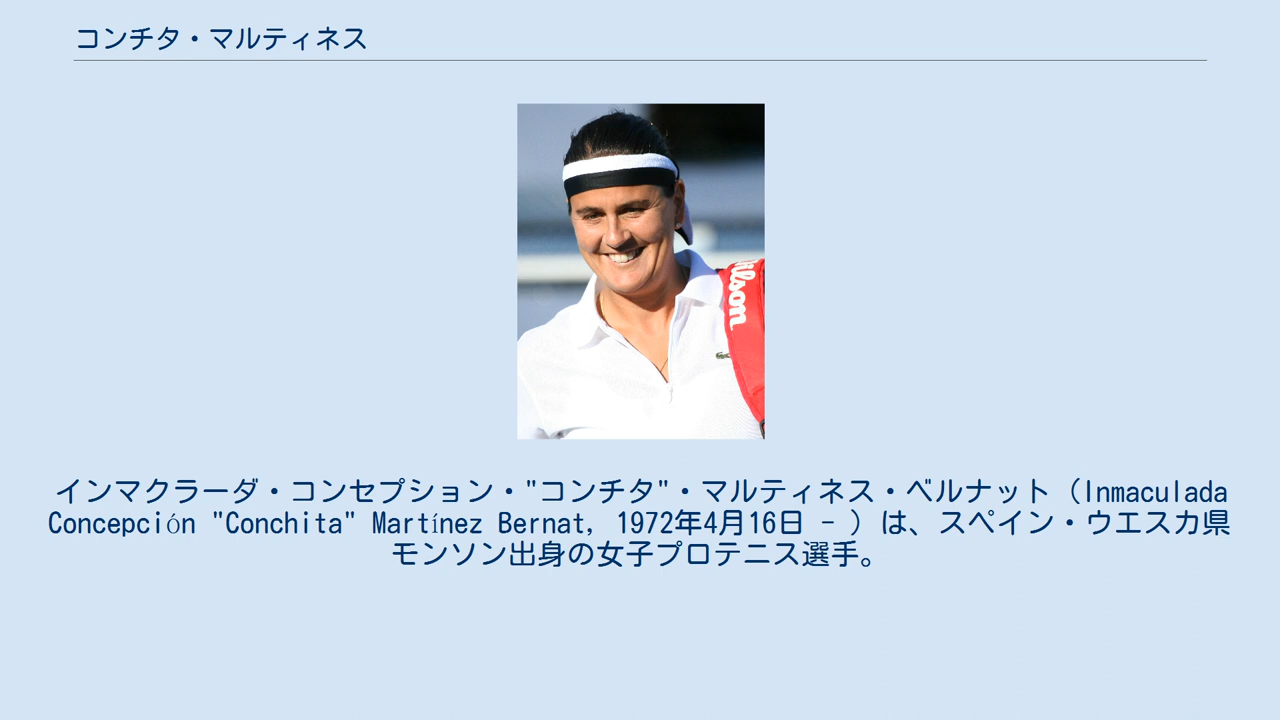 コンチタ・マルティネス
Wilson
インマクラーダ・コンセプション・"コンチタ"・マルティネス・ベルナット（Inmaculada
Concepción "Conchita" Martínez Bernat, 1972年4月16日 - ）は、スペイン・ウエスカ県
モンソン出身の女子プロテニス選手。